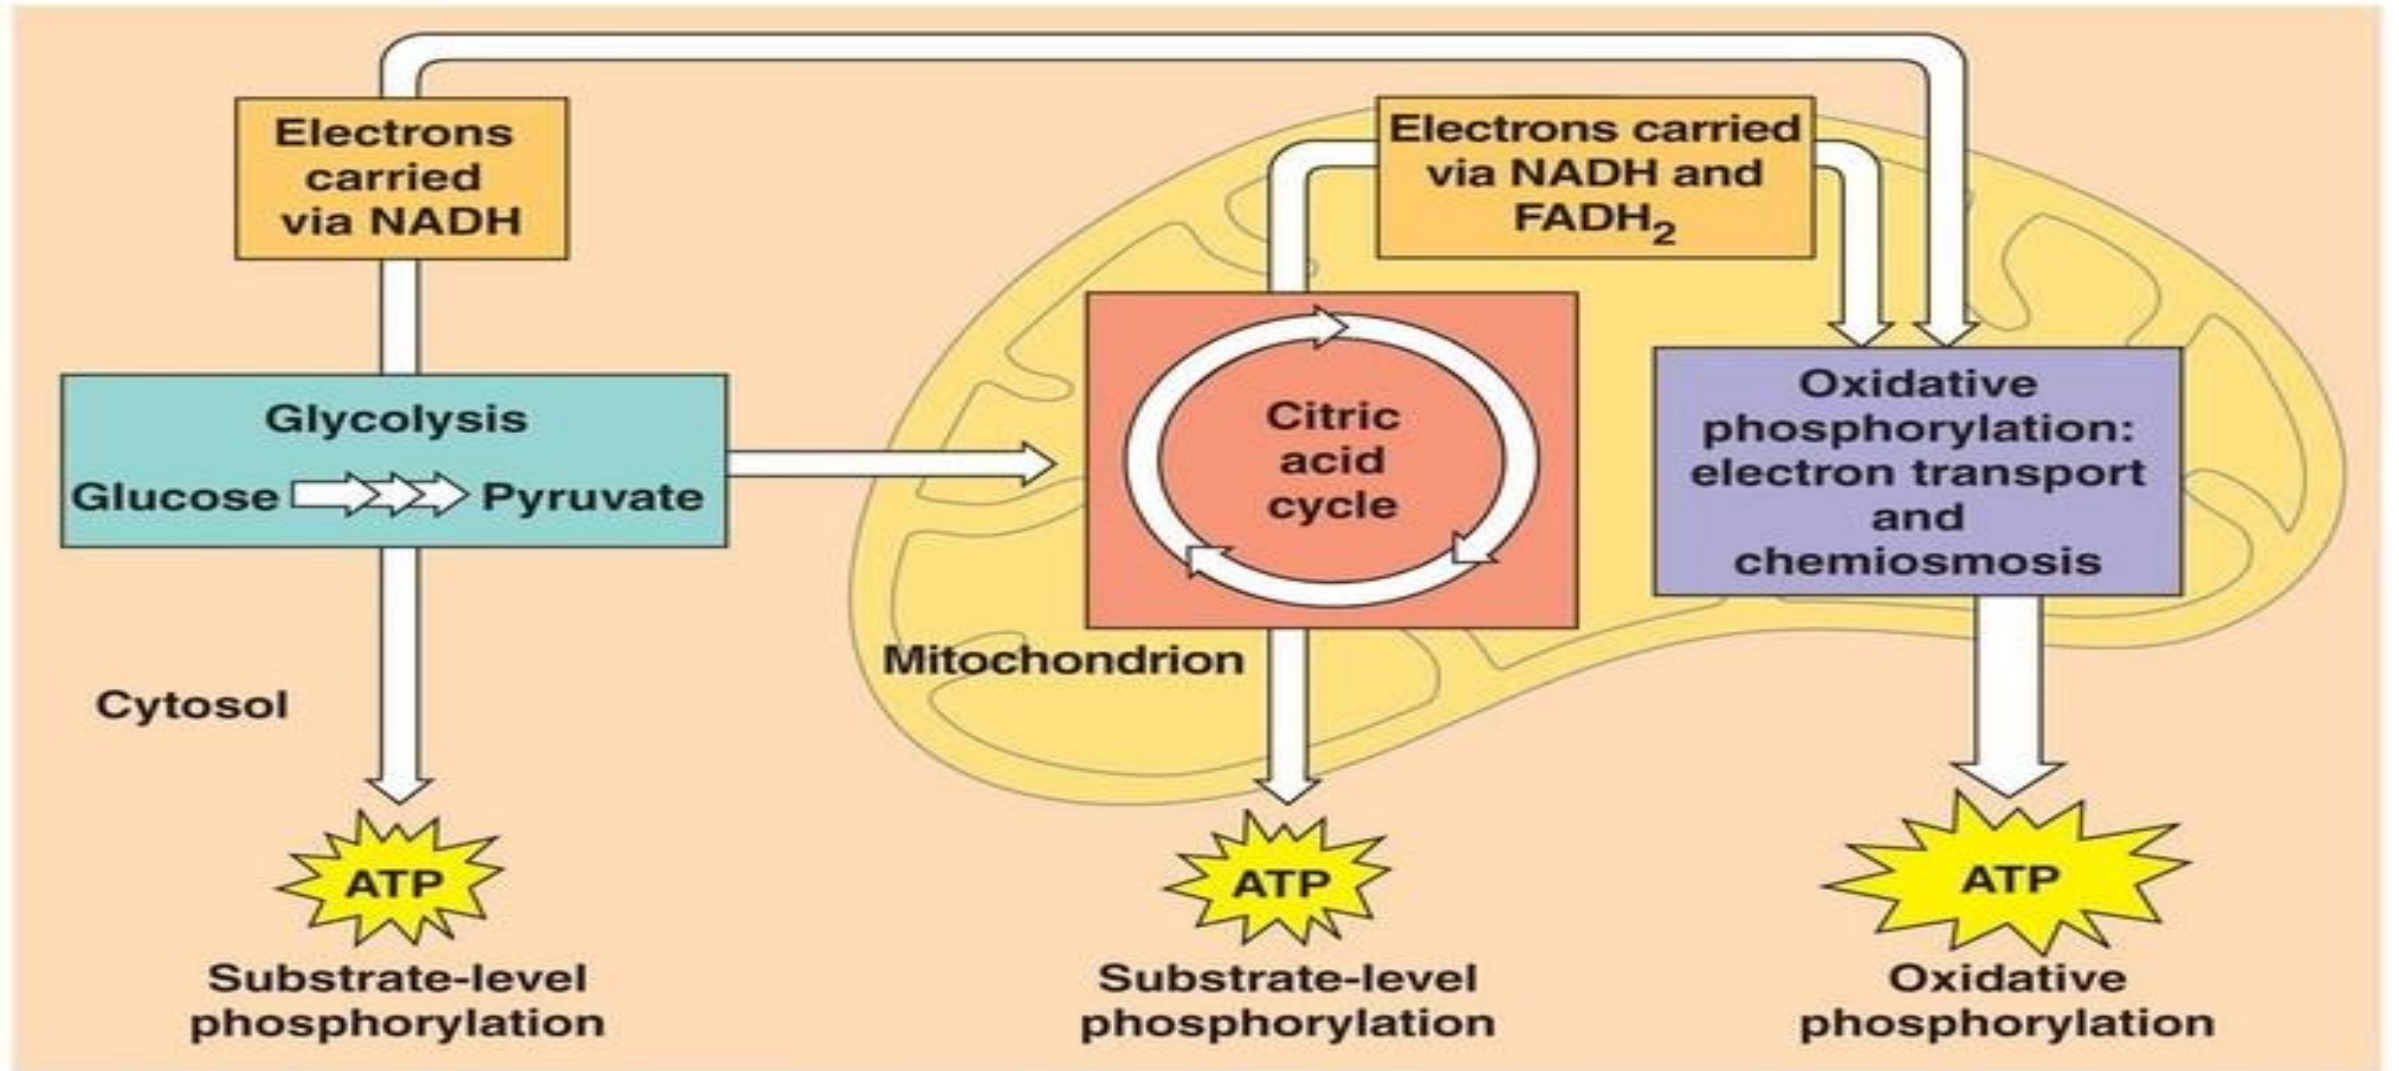 Electrons
carried
via NADH
Electrons carried
via NADH and
FADH2
Glycolysis
Glucose Pyruvate
Citric
acid
cycle
Oxidative
phosphorylation:
electron transport
and
chemiosmosis
Mitochondrion
Cytosol
ATP
ATP
ATP
Substrate-level
phosphorylation
Substrate-level
phosphorylation
Oxidative
phosphorylation